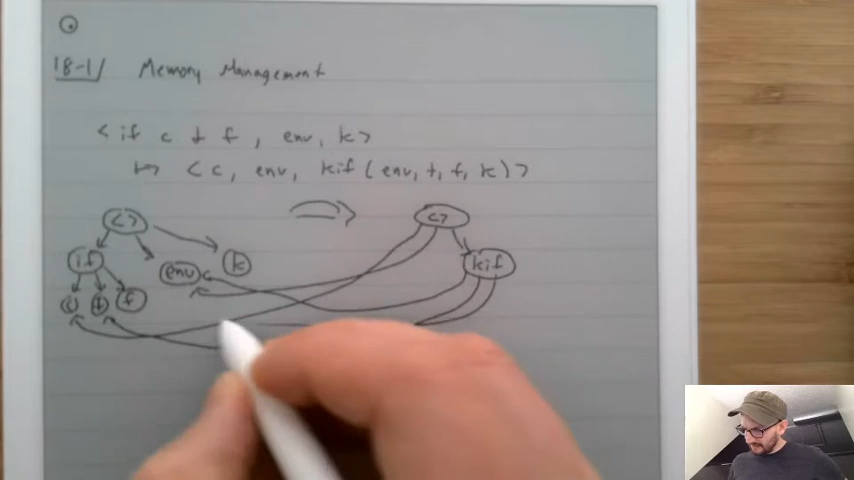 18-1/ Memory Management
< if c t f , env, k >
↦ < c, env, kif ( env, t, f, k ) >
< > ⇒ < >
if env k kif
c t f